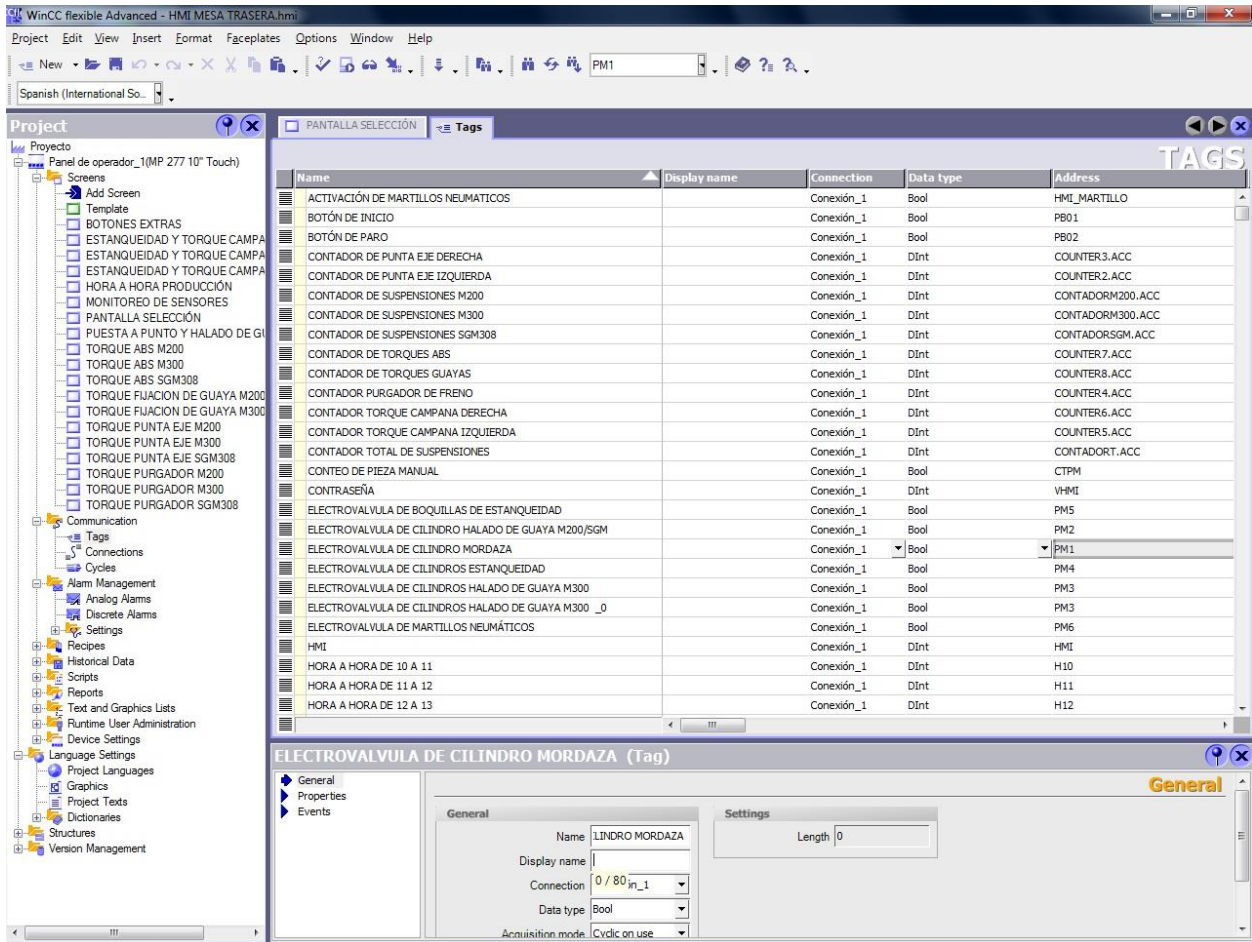 WinCC flexible Advanced - HMI MESA TRASERA.hmi
Project Edit View Insert Format Faceplates Options Window Help
New PM1
Spanish (International So...
Project
PANTALLA SELECCIÓN Tags
Proyecto
Panel de operador_1(MP 277 10" Touch)
Screens
Add Screen
Template
BOTONES EXTRAS
ESTANQUEIDAD Y TORQUE CAMPA
ESTANQUEIDAD Y TORQUE CAMPA
ESTANQUEIDAD Y TORQUE CAMPA
HORA A HORA PRODUCCIÓN
MONITOREO DE SENSORES
PANTALLA SELECCIÓN
PUESTA A PUNTO Y HALADO DE GU
TORQUE ABS M200
TORQUE ABS M300
TORQUE ABS SGM308
TORQUE FIJACION DE GUAYA M200
TORQUE FIJACION DE GUAYA M300
TORQUE PUNTA EJE M200
TORQUE PUNTA EJE M300
TORQUE PUNTA EJE SGM308
TORQUE PURGADOR M200
TORQUE PURGADOR M300
TORQUE PURGADOR SGM308
Communication
Tags
Connections
Cycles
Alarm Management
Analog Alarms
Discrete Alarms
Settings
Recipes
Historical Data
Scripts
Reports
Text and Graphics Lists
Runtime User Administration
Device Settings
Language Settings
Project Languages
Graphics
Project Texts
Dictionaries
Structures
Version Management
TAGS
Name Display name Connection Data type Address
ACTIVACIÓN DE MARTILLOS NEUMATICOS Conexión_1 Bool HMI_MARTILLO
BOTÓN DE INICIO Conexión_1 Bool PB01
BOTÓN DE PARO Conexión_1 Bool PB02
CONTADOR DE PUNTA EJE DERECHA Conexión_1 DInt COUNTER3.ACC
CONTADOR DE PUNTA EJE IZQUIERDA Conexión_1 DInt COUNTER2.ACC
CONTADOR DE SUSPENSIONES M200 Conexión_1 DInt CONTADORM200.ACC
CONTADOR DE SUSPENSIONES M300 Conexión_1 DInt CONTADORM300.ACC
CONTADOR DE SUSPENSIONES SGM308 Conexión_1 DInt CONTADORSGM.ACC
CONTADOR DE TORQUES ABS Conexión_1 DInt COUNTER7.ACC
CONTADOR DE TORQUES GUAYAS Conexión_1 DInt COUNTER8.ACC
CONTADOR PURGADOR DE FRENO Conexión_1 DInt COUNTER4.ACC
CONTADOR TORQUE CAMPANA DERECHA Conexión_1 DInt COUNTER6.ACC
CONTADOR TORQUE CAMPANA IZQUIERDA Conexión_1 DInt COUNTER5.ACC
CONTADOR TOTAL DE SUSPENSIONES Conexión_1 DInt CONTADORT.ACC
CONTEO DE PIEZA MANUAL Conexión_1 Bool CTPM
CONTRASEÑA Conexión_1 DInt VHMI
ELECTROVALVULA DE BOQUILLAS DE ESTANQUEIDAD Conexión_1 Bool PM5
ELECTROVALVULA DE CILINDRO HALADO DE GUAYA M200/SGM Conexión_1 Bool PM2
ELECTROVALVULA DE CILINDRO MORDAZA Conexión_1 Bool PM1
ELECTROVALVULA DE CILINDROS ESTANQUEIDAD Conexión_1 Bool PM4
ELECTROVALVULA DE CILINDROS HALADO DE GUAYA M300 Conexión_1 Bool PM3
ELECTROVALVULA DE CILINDROS HALADO DE GUAYA M300 _0 Conexión_1 Bool PM3
ELECTROVALVULA DE MARTILLOS NEUMÁTICOS Conexión_1 Bool PM6
HMI Conexión_1 DInt HMI
HORA A HORA DE 10 A 11 Conexión_1 DInt H10
HORA A HORA DE 11 A 12 Conexión_1 DInt H11
HORA A HORA DE 12 A 13 Conexión_1 DInt H12
ELECTROVALVULA DE CILINDRO MORDAZA (Tag)
General
Properties
Events
General
General
Name LINDRO MORDAZA
Display name
Connection 0 / 80 n_1
Data type Bool
Acquisition mode Cyclic on use
Settings
Length 0